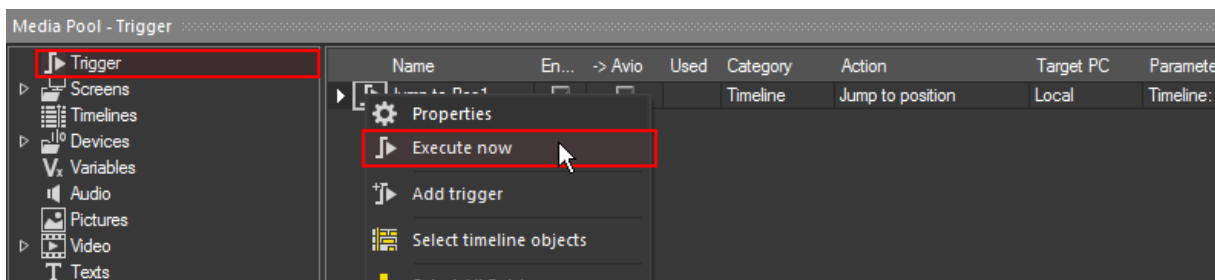 Media Pool - Trigger
Trigger
Screens
Timelines
Devices
Variables
Audio
Pictures
Video
Texts
Name En... -> Avio Used Category Action Target PC Paramete
Timeline Jump to position Local Timeline:
Properties
Execute now
Add trigger
Select timeline objects